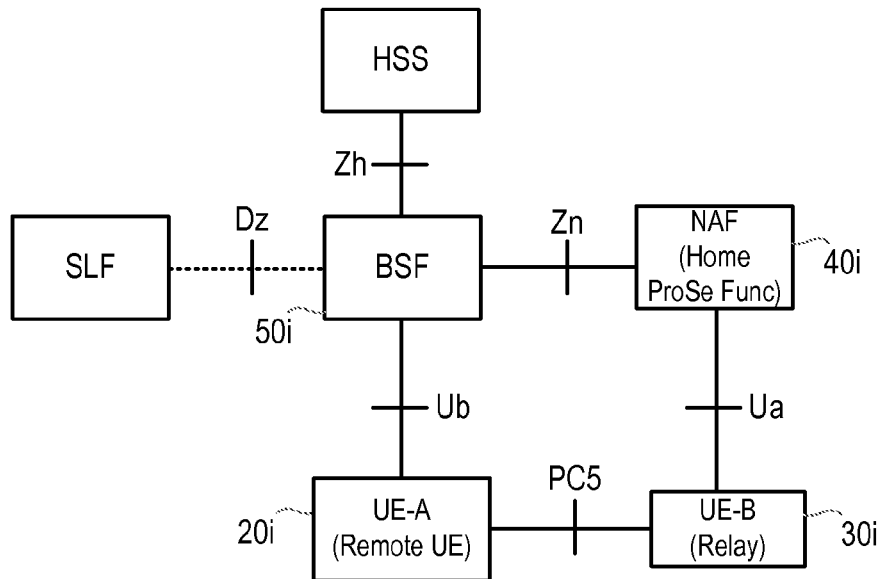 HSS
Zh
Dz
Zn
SLF
BSF
NAF
(Home
ProSe Func)
40i
50i
Ub
Ua
PC5
20i
UE-A
(Remote UE)
UE-B
(Relay)
30i